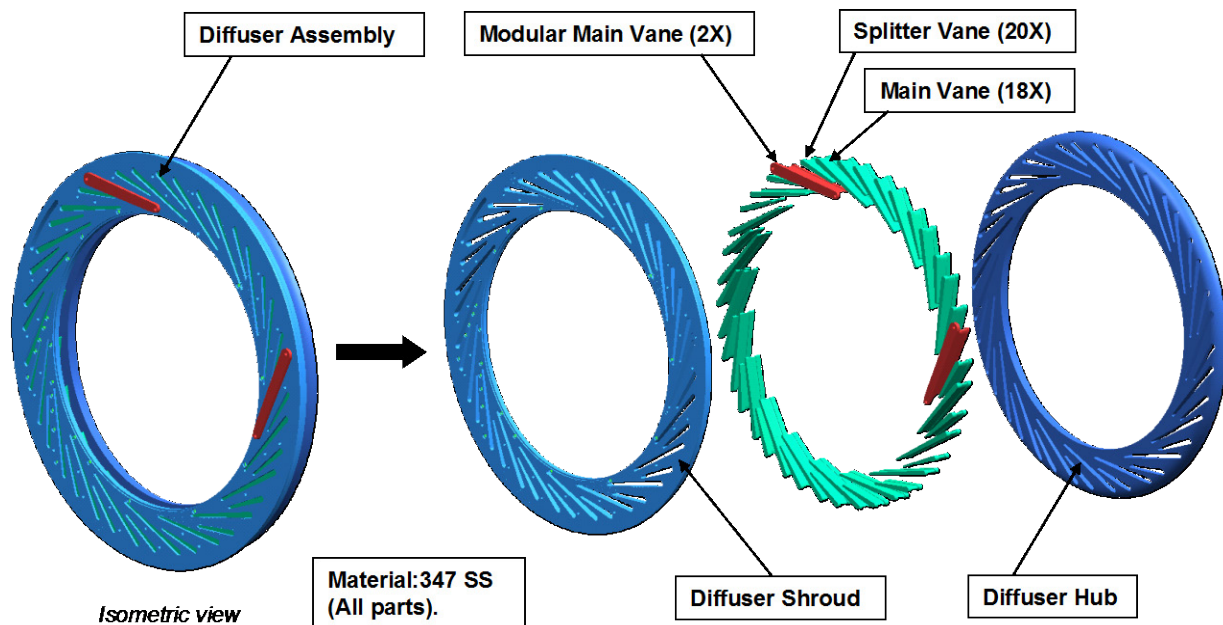 Diffuser Assembly
Modular Main Vane (2X)
Splitter Vane (20X)
Main Vane (18X)
Material:347 SS
(All parts).
Diffuser Shroud
Diffuser Hub
Isometric view